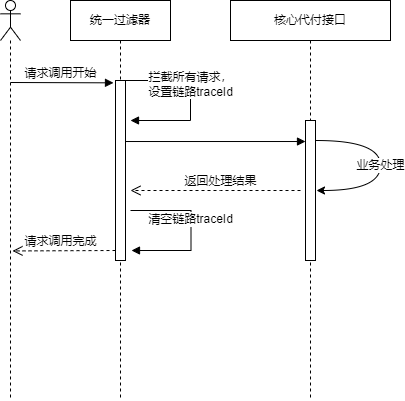 统一过滤器
核心代付接口
请求调用开始
拦截所有请求，
设置链路traceId
业务处理
返回处理结果
清空链路traceId
请求调用完成